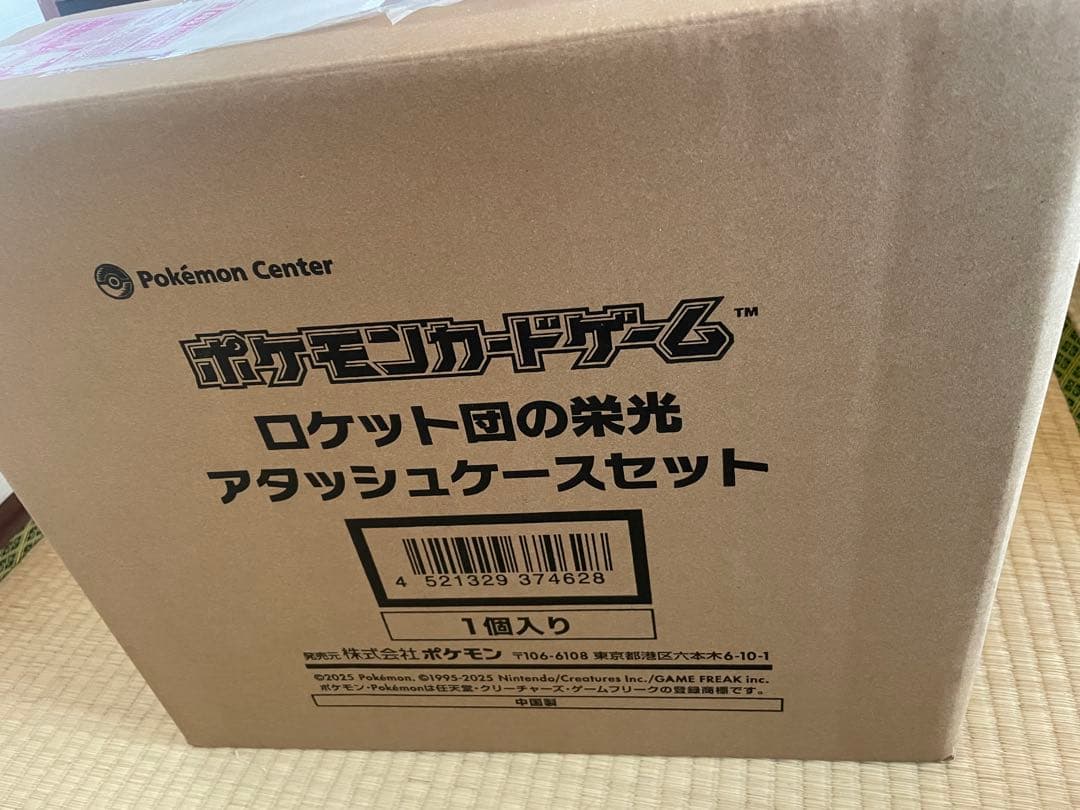 Pokémon Center
ポケモンカードゲーム™
ロケット団の栄光
アタッシュケースセット
4 521329 374628
1個入り
発売元 株式会社ポケモン 〒106-6108 東京都港区六本木6-10-1
©2025 Pokémon. ©1995-2025 Nintendo/Creatures Inc./GAME FREAK inc.
ポケモン・Pokémonは任天堂・クリーチャーズ・ゲームフリークの登録商標です。
中国製